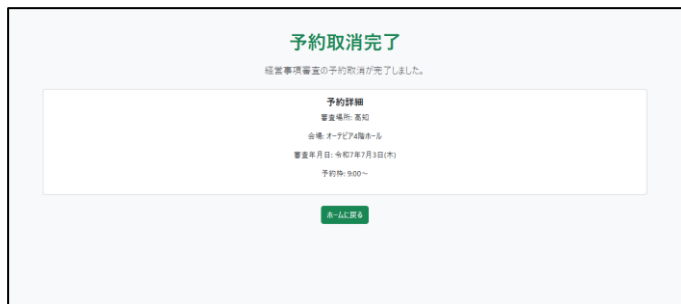 予約取消完了
経営事項審査の予約取消が完了しました。
予約詳細
審査場所: 高知
会場: オーテピア4階ホール
審査年月日: 令和7年7月3日(木)
予約枠: 9:00～
ホームに戻る